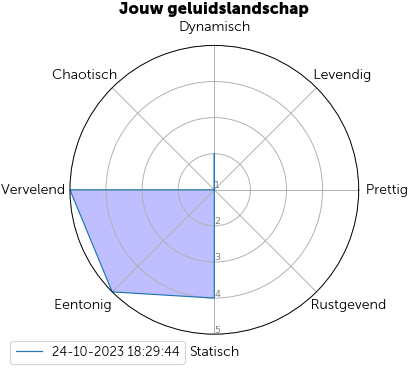 Jouw geluidslandschap
Dynamisch
Chaotisch
Levendig
Vervelend
Prettig
1
2
3
4
5
Eentonig
Rustgevend
Statisch
24-10-2023 18:29:44